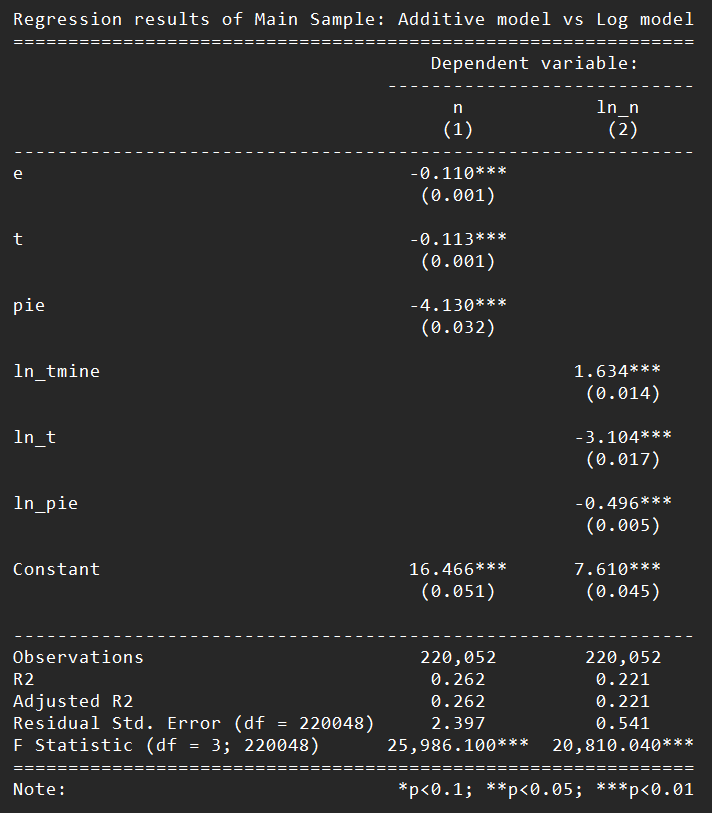 Regression results of Main Sample: Additive model vs Log model
==============================================================
Dependent variable:
----------------------------
n ln_n
(1) (2)
--------------------------------------------------------------
e -0.110***
(0.001)
t -0.113***
(0.001)
pie -4.130***
(0.032)
ln_tmine 1.634***
(0.014)
ln_t -3.104***
(0.017)
ln_pie -0.496***
(0.005)
Constant 16.466*** 7.610***
(0.051) (0.045)
--------------------------------------------------------------
Observations 220,052 220,052
R2 0.262 0.221
Adjusted R2 0.262 0.221
Residual Std. Error (df = 220048) 2.397 0.541
F Statistic (df = 3; 220048) 25,986.100*** 20,810.040***
==============================================================
Note: *p<0.1; **p<0.05; ***p<0.01